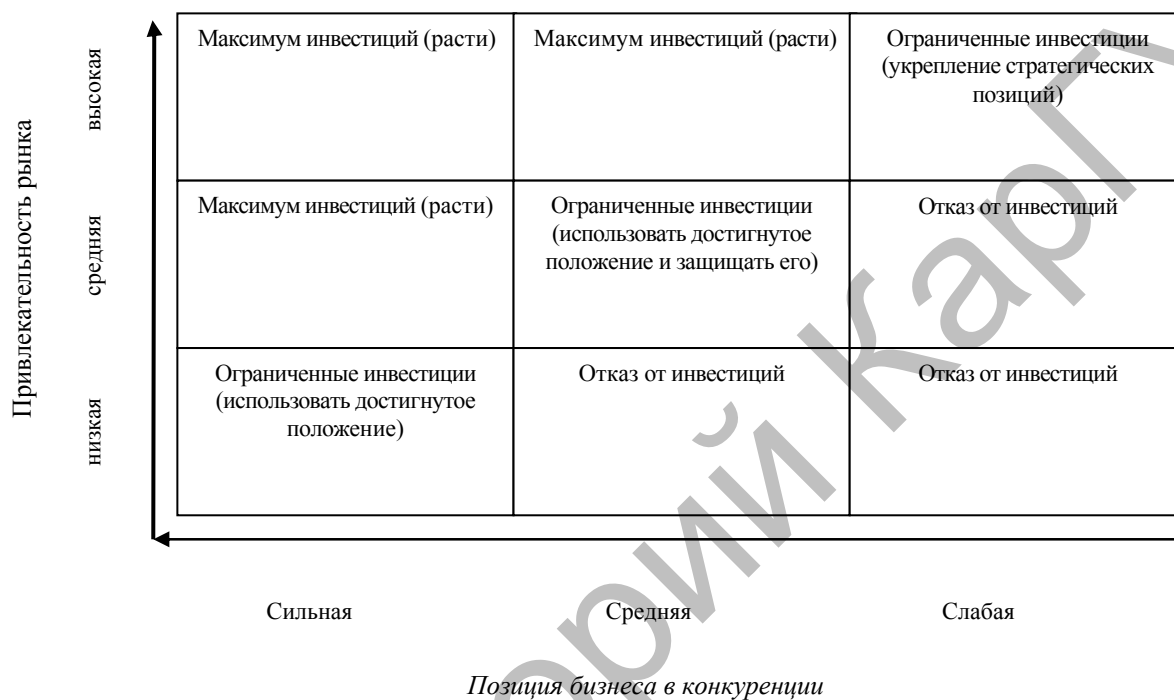 Привлекательность рынка
высокая
Максимум инвестиций (расти)
Максимум инвестиций (расти)
Ограниченные инвестиции
(укрепление стратегических
позиций)
средняя
Максимум инвестиций (расти)
Ограниченные инвестиции
(использовать достигнутое
положение и защищать его)
Отказ от инвестиций
низкая
Ограниченные инвестиции
(использовать достигнутое
положение)
Отказ от инвестиций
Отказ от инвестиций
Сильная
Средняя
Слабая
Позиция бизнеса в конкуренции